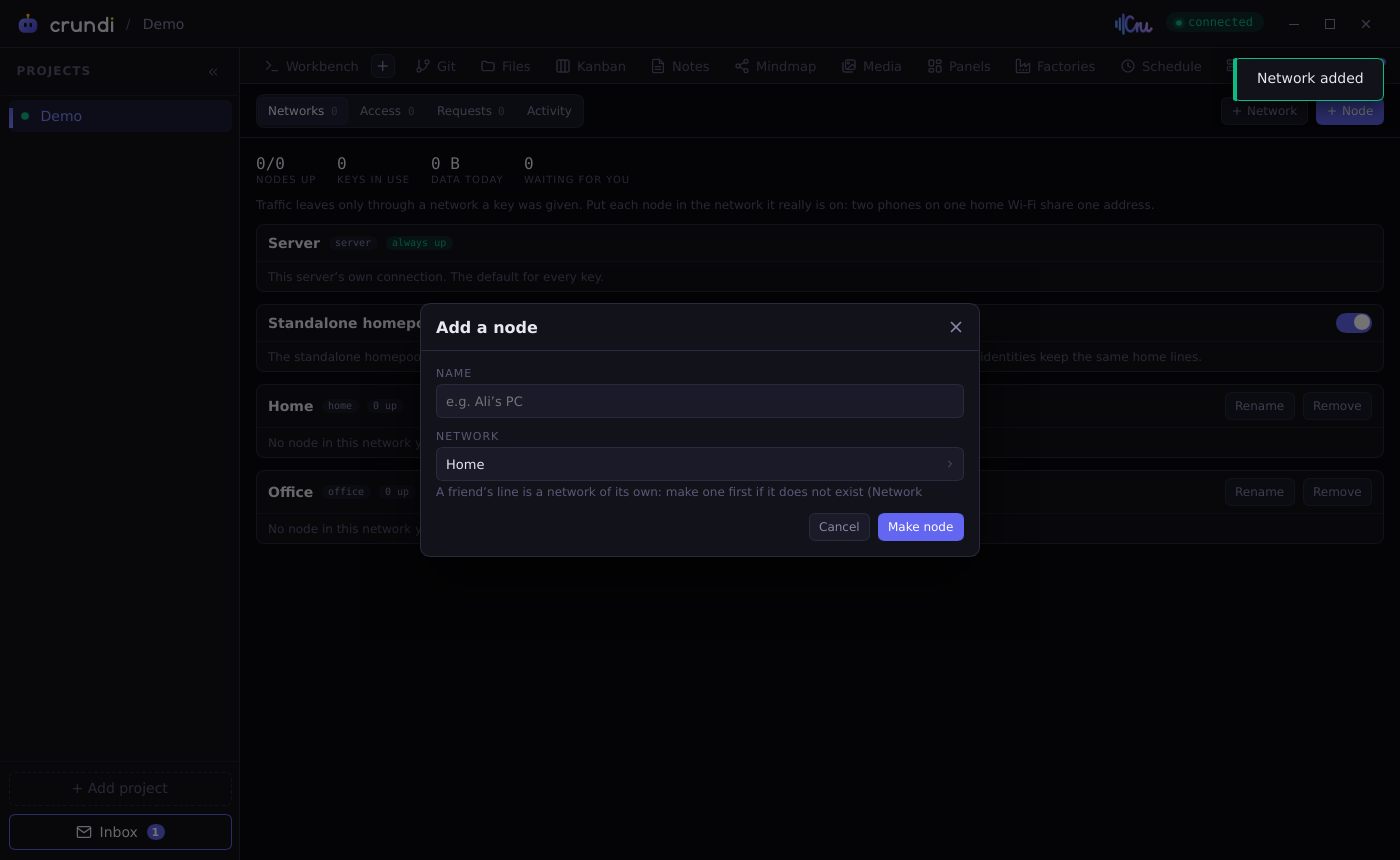 crundi / Demo
Cru
connected
PROJECTS
Workbench
Git
Files
Kanban
Notes
Mindmap
Media
Panels
Factories
Schedule
Network added
Demo
Networks 0
Access 0
Requests 0
Activity
+ Network
+ Node
0/0
NODES UP
0
KEYS IN USE
0 B
DATA TODAY
0
WAITING FOR YOU
Traffic leaves only through a network a key was given. Put each node in the network it really is on: two phones on one home Wi-Fi share one address.
Server server always up
This server's own connection. The default for every key.
Standalone
The standalone
identities keep the same home lines.
Home home 0 up
Rename
Remove
No node in this network
Office office 0 up
Rename
Remove
No node in this network
Add a node
NAME
e.g. Ali's PC
NETWORK
Home
A friend's line is a network of its own: make one first if it does not exist (Network
Cancel
Make node
+ Add project
Inbox 1